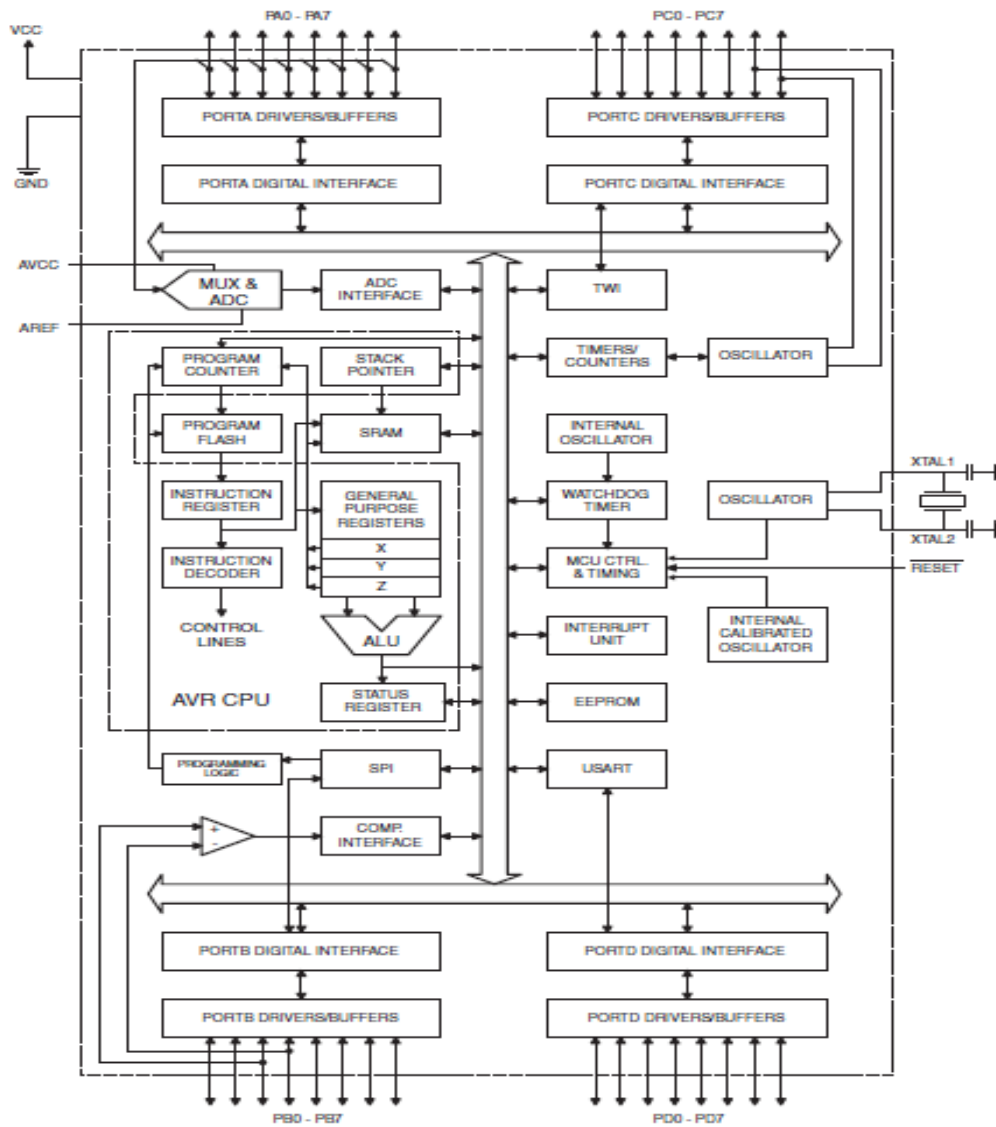 PA0 - PA7
PC0 - PC7
VCC
PORTA DRIVERS/BUFFERS
PORTC DRIVERS/BUFFERS
GND
PORTA DIGITAL INTERFACE
PORTC DIGITAL INTERFACE
AVCC
MUX &
ADC
ADC
INTERFACE
TWI
AREF
PROGRAM
COUNTER
STACK
POINTER
TIMERS/
COUNTERS
OSCILLATOR
PROGRAM
FLASH
SRAM
INTERNAL
OSCILLATOR
XTAL1
INSTRUCTION
REGISTER
GENERAL
PURPOSE
REGISTERS
WATCHDOG
TIMER
OSCILLATOR
X
XTAL2
INSTRUCTION
DECODER
Y
MCU CTRL.
& TIMING
RESET
Z
CONTROL
LINES
ALU
INTERRUPT
UNIT
INTERNAL
CALIBRATED
OSCILLATOR
AVR CPU
STATUS
REGISTER
EEPROM
PROGRAMMING
LOGIC
SPI
USART
+
-
COMP.
INTERFACE
PORTB DIGITAL INTERFACE
PORTD DIGITAL INTERFACE
PORTB DRIVERS/BUFFERS
PORTD DRIVERS/BUFFERS
PB0 - PB7
PD0 - PD7